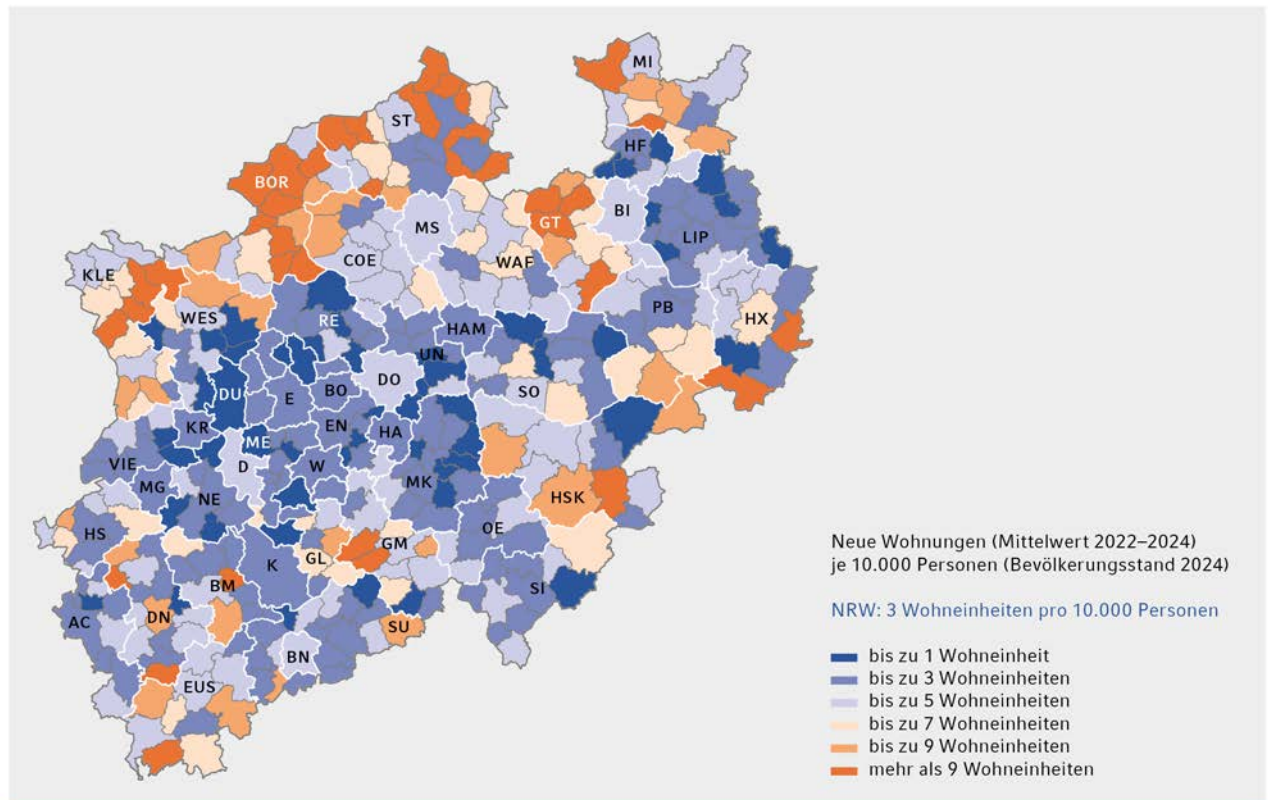 MI
ST
HF
BOR
BI
GT
MS
LIP
COE
WAF
KLE
PB
WES
RE
HX
HAM
UN
DO
SO
DU
E
BO
KR
EN
HA
ME
VIE
D
W
MK
MG
NE
HSK
HS
OE
GM
K
GL
BM
SI
AC
DN
SU
BN
EUS
Neue Wohnungen (Mittelwert 2022–2024)
je 10.000 Personen (Bevölkerungsstand 2024)
NRW: 3 Wohneinheiten pro 10.000 Personen
bis zu 1 Wohneinheit
bis zu 3 Wohneinheiten
bis zu 5 Wohneinheiten
bis zu 7 Wohneinheiten
bis zu 9 Wohneinheiten
mehr als 9 Wohneinheiten